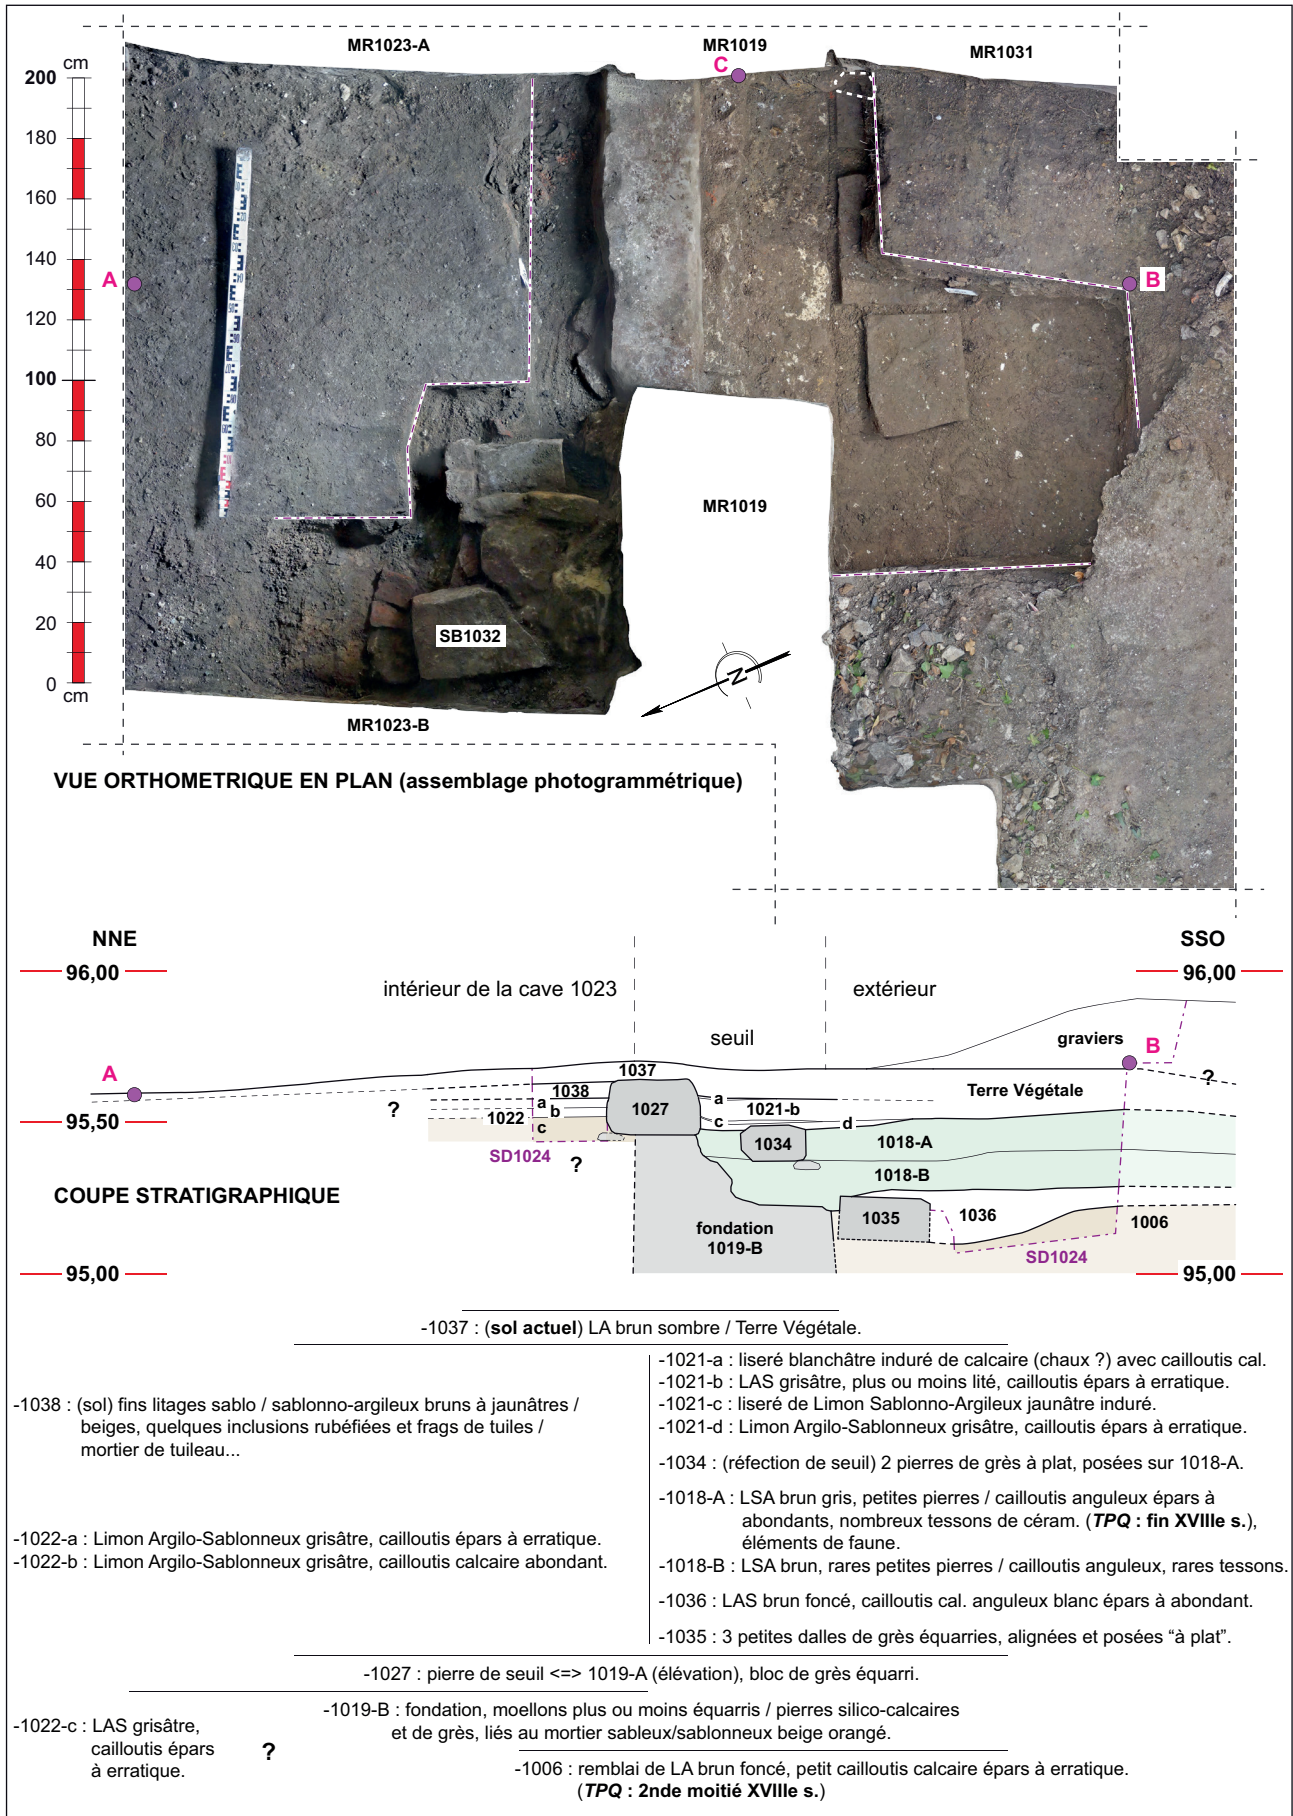 MR1023-A
MR1019
MR1031
cm
C
200
180
160
140
A
B
120
100
80
60
MR1019
40
20
SB1032
N
0
cm
MR1023-B
VUE ORTHOMETRIQUE EN PLAN (assemblage photogrammétrique)
NNE
SSO
96,00
96,00
intérieur de la cave 1023
extérieur
seuil
graviers
B
A
1037
?
1038
Terre Végétale
a
a
?
b
1027
1021-b
95,50
1022
c
c
d
1034
1018-A
SD1024
?
1018-B
COUPE STRATIGRAPHIQUE
1035
1036
1006
fondation
1019-B
SD1024
95,00
95,00
-1037 : (sol actuel) LA brun sombre / Terre Végétale.
-1021-a : liseré blanchâtre induré de calcaire (chaux ?) avec cailloutis cal.
-1021-b : LAS grisâtre, plus ou moins lité, cailloutis épars à erratique.
-1021-c : liseré de Limon Sablonno-Argileux jaunâtre induré.
-1021-d : Limon Argilo-Sablonneux grisâtre, cailloutis épars à erratique.
-1038 : (sol) fins litages sablo / sablonno-argileux bruns à jaunâtres /
beiges, quelques inclusions rubéfiées et frags de tuiles /
mortier de tuileau...
-1034 : (réfection de seuil) 2 pierres de grès à plat, posées sur 1018-A.
-1018-A : LSA brun gris, petites pierres / cailloutis anguleux épars à
abondants, nombreux tessons de céram. (TPQ : fin XVIIIe s.),
éléments de faune.
-1022-a : Limon Argilo-Sablonneux grisâtre, cailloutis épars à erratique.
-1022-b : Limon Argilo-Sablonneux grisâtre, cailloutis calcaire abondant.
-1018-B : LSA brun, rares petites pierres / cailloutis anguleux, rares tessons.
-1036 : LAS brun foncé, cailloutis cal. anguleux blanc épars à abondant.
-1035 : 3 petites dalles de grès équarries, alignées et posées “à plat”.
-1027 : pierre de seuil <=> 1019-A (élévation), bloc de grès équarri.
-1019-B : fondation, moellons plus ou moins équarris / pierres silico-calcaires
et de grès, liés au mortier sableux/sablonneux beige orangé.
-1022-c : LAS grisâtre,
cailloutis épars
à erratique.
?
-1006 : remblai de LA brun foncé, petit cailloutis calcaire épars à erratique.
(TPQ : 2nde moitié XVIIIe s.)